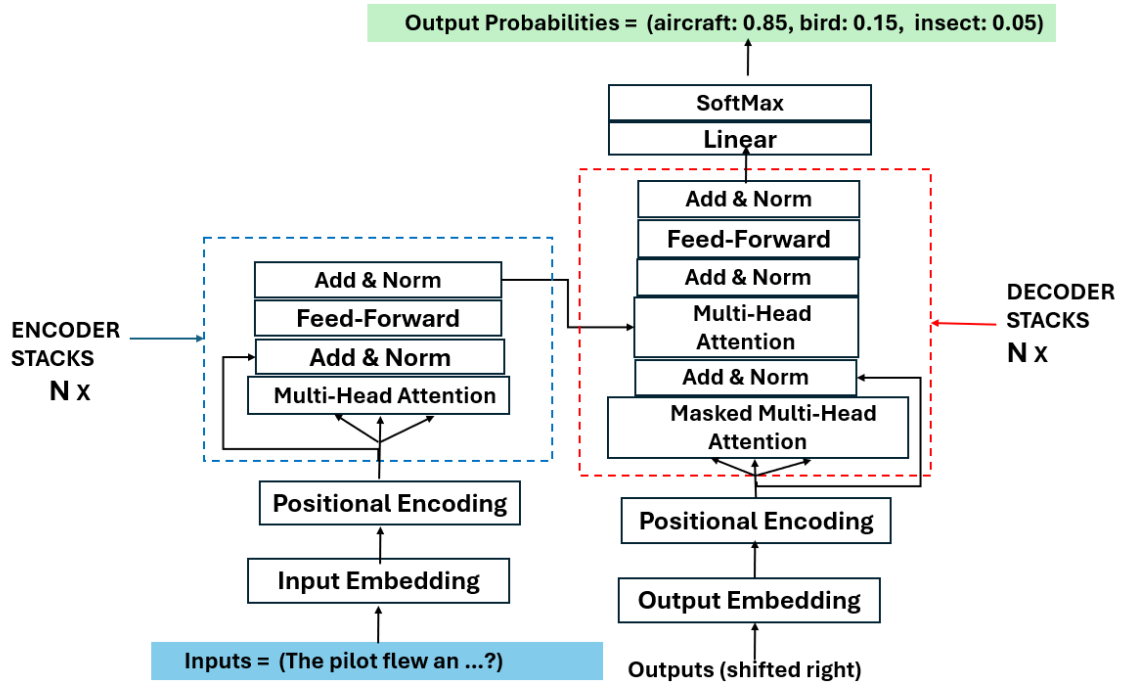 Output Probabilities = (aircraft: 0.85, bird: 0.15, insect: 0.05)
SoftMax
Linear
Add & Norm
Feed-Forward
Add & Norm
Multi-Head
Attention
Add & Norm
Masked Multi-Head
Attention
DECODER
STACKS
N X
Add & Norm
Feed-Forward
Add & Norm
Multi-Head Attention
ENCODER
STACKS
N X
Positional Encoding
Input Embedding
Inputs = (The pilot flew an ...?)
Positional Encoding
Output Embedding
Outputs (shifted right)